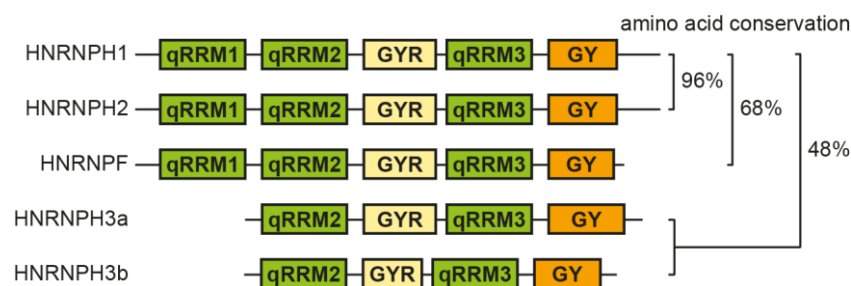 amino acid conservation
HNRNPH1 qRRM1 qRRM2 GYR qRRM3 GY
96%
HNRNPH2 qRRM1 qRRM2 GYR qRRM3 GY
68%
48%
HNRNPF qRRM1 qRRM2 GYR qRRM3 GY
HNRNPH3a qRRM2 GYR qRRM3 GY
HNRNPH3b qRRM2 GYR qRRM3 GY